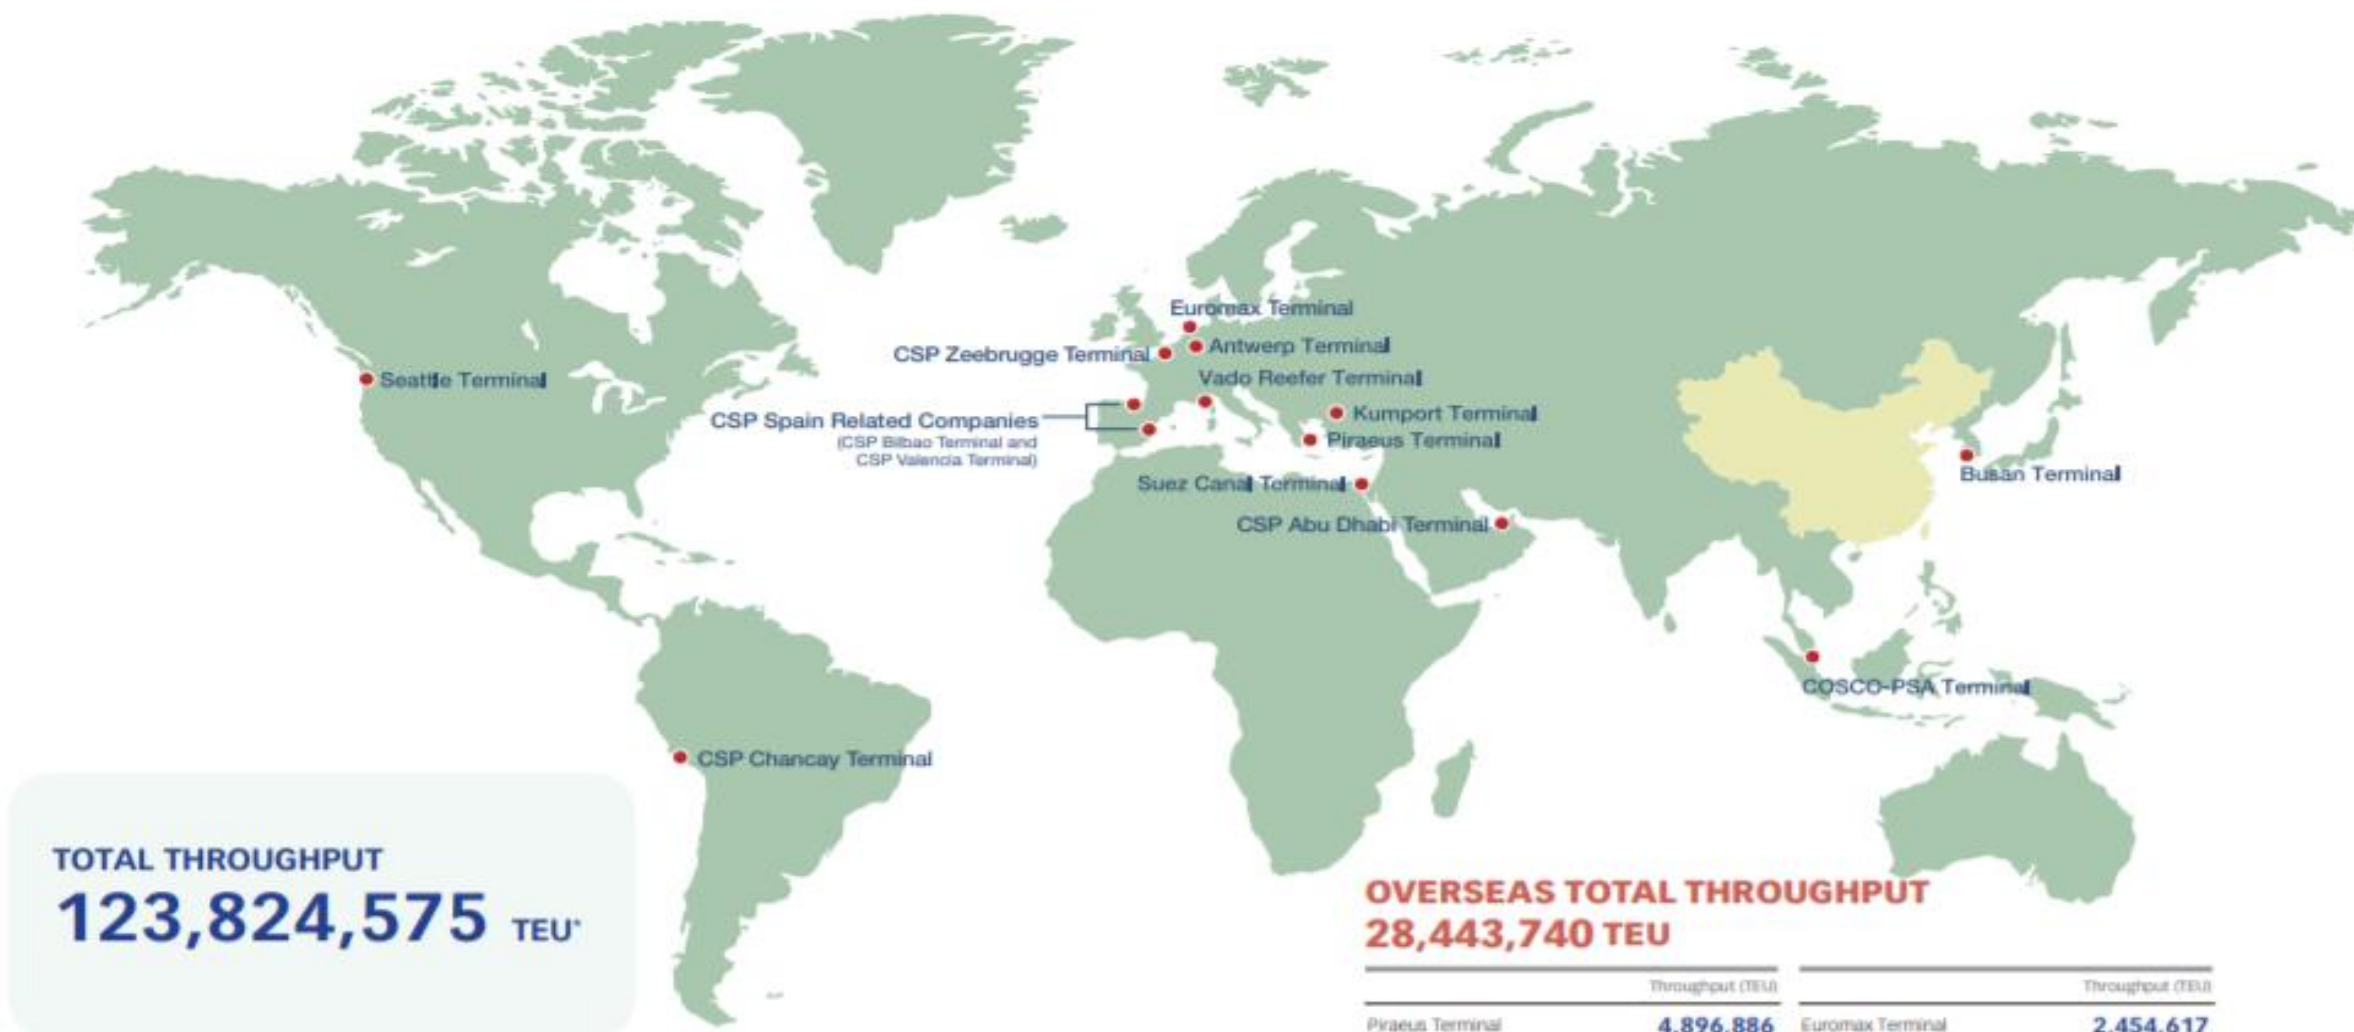 Euromax Terminal
CSP Zeebrugge Terminal
Antwerp Terminal
Vado Reefer Terminal
Seattle Terminal
CSP Spain Related Companies
(CSP Bilbao Terminal and
CSP Valencia Terminal)
Kumport Terminal
Piraeus Terminal
Busan Terminal
Suez Canal Terminal
CSP Abu Dhabi Terminal
COSCO-PSA Terminal
CSP Chancay Terminal
TOTAL THROUGHPUT
123,824,575 TEU*
OVERSEAS TOTAL THROUGHPUT
28,443,740 TEU
Throughput (TEU) Throughput (TEU)
Piraeus Terminal 4,896,886 Euromax Terminal 2,454,617